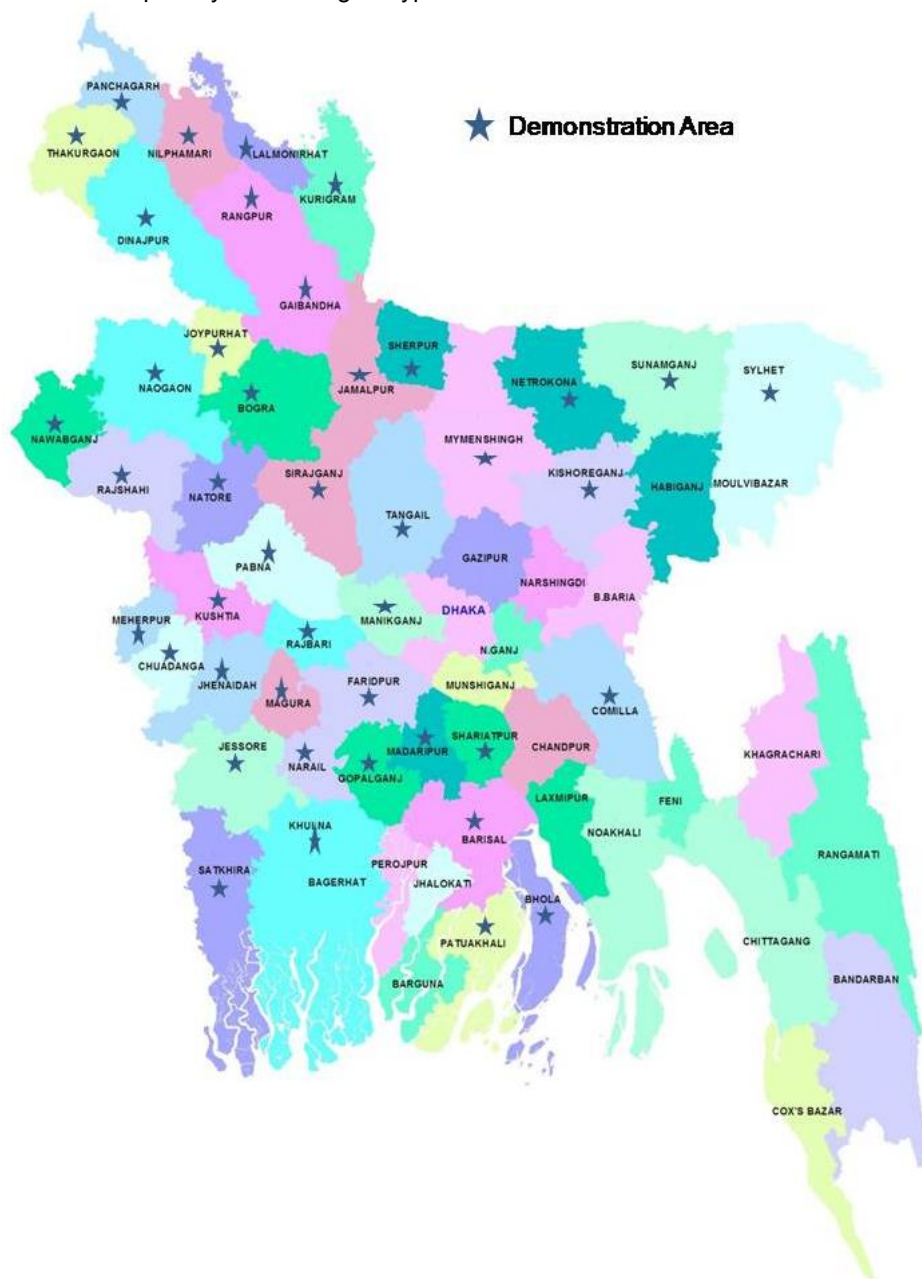 PANCHAGARH
Demonstration Area
THAKURGAON
NILPHAMARI
LALMONIRHAT
KURIGRAM
RANGPUR
DINAJPUR
GAIBANDHA
JOYPURHAT
SHERPUR
SUNAMGANJ
SYLHET
NAOGAON
JAMALPUR
NETROKONA
BOGRA
NAWABGANJ
MYMENSHINGH
RAJSHAHI
NATORE
SIRAJGANJ
KISHOREGANJ
HABIGANJ
MOULVIBAZAR
TANGAIL
PABNA
GAZIPUR
NARSHINGDI
B.BARIA
MEHERPUR
KUSHTIA
MANIKGANJ
DHAKA
RAJBARI
N.GANJ
CHUADANGA
JHENAIDAH
FARIDPUR
MUNSHIGANJ
MAGURA
COMILLA
JESSORE
NARAIL
MADARIPUR
SHARIATPUR
CHANDPUR
KHAGRACHARI
GOPALGANJ
LAXMIPUR
FENI
NOAKHALI
KHULNA
BARISAL
RANGAMATI
SATKHIRA
BAGERHAT
PEROJPUR
JHALOKATI
BHOLA
PATUAKHALI
CHITTAGANG
BARGUNA
BANDARBAN
COX'S BAZAR